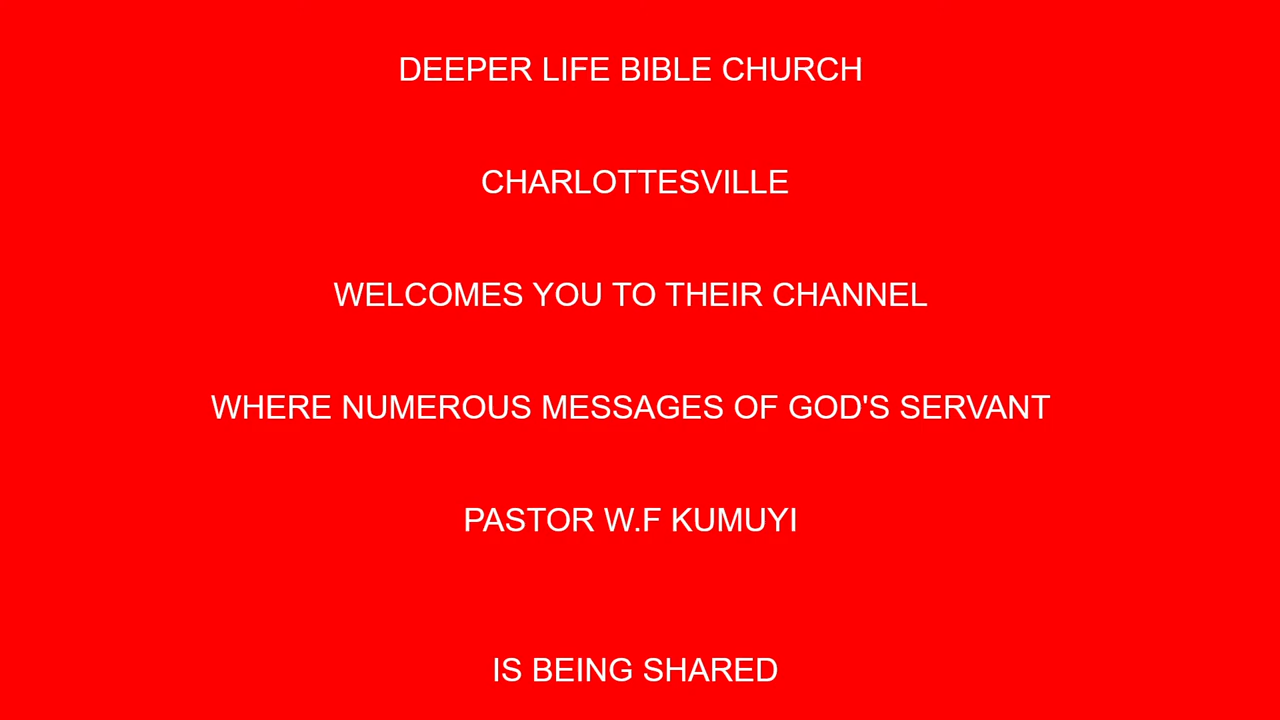 DEEPER LIFE BIBLE CHURCH
CHARLOTTESVILLE
WELCOMES YOU TO THEIR CHANNEL
WHERE NUMEROUS MESSAGES OF GOD'S SERVANT
PASTOR W.F KUMUYI
IS BEING SHARED